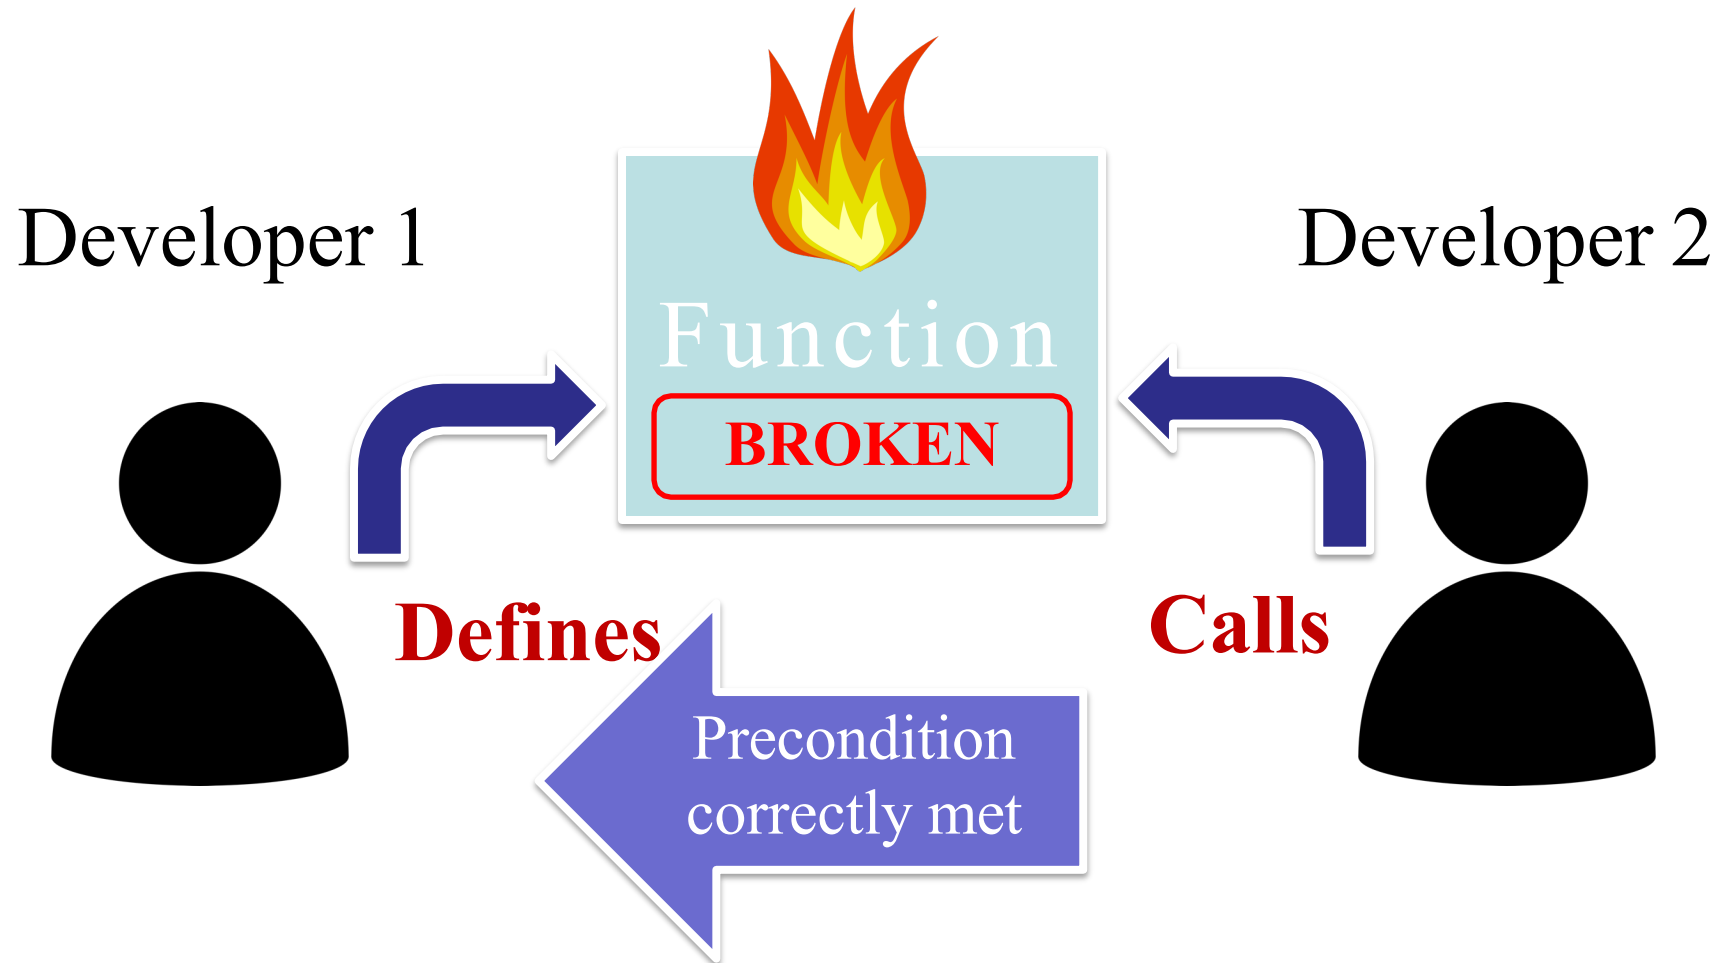 Developer 1
Developer 2
Function
BROKEN
Defines
Calls
Precondition
correctly met